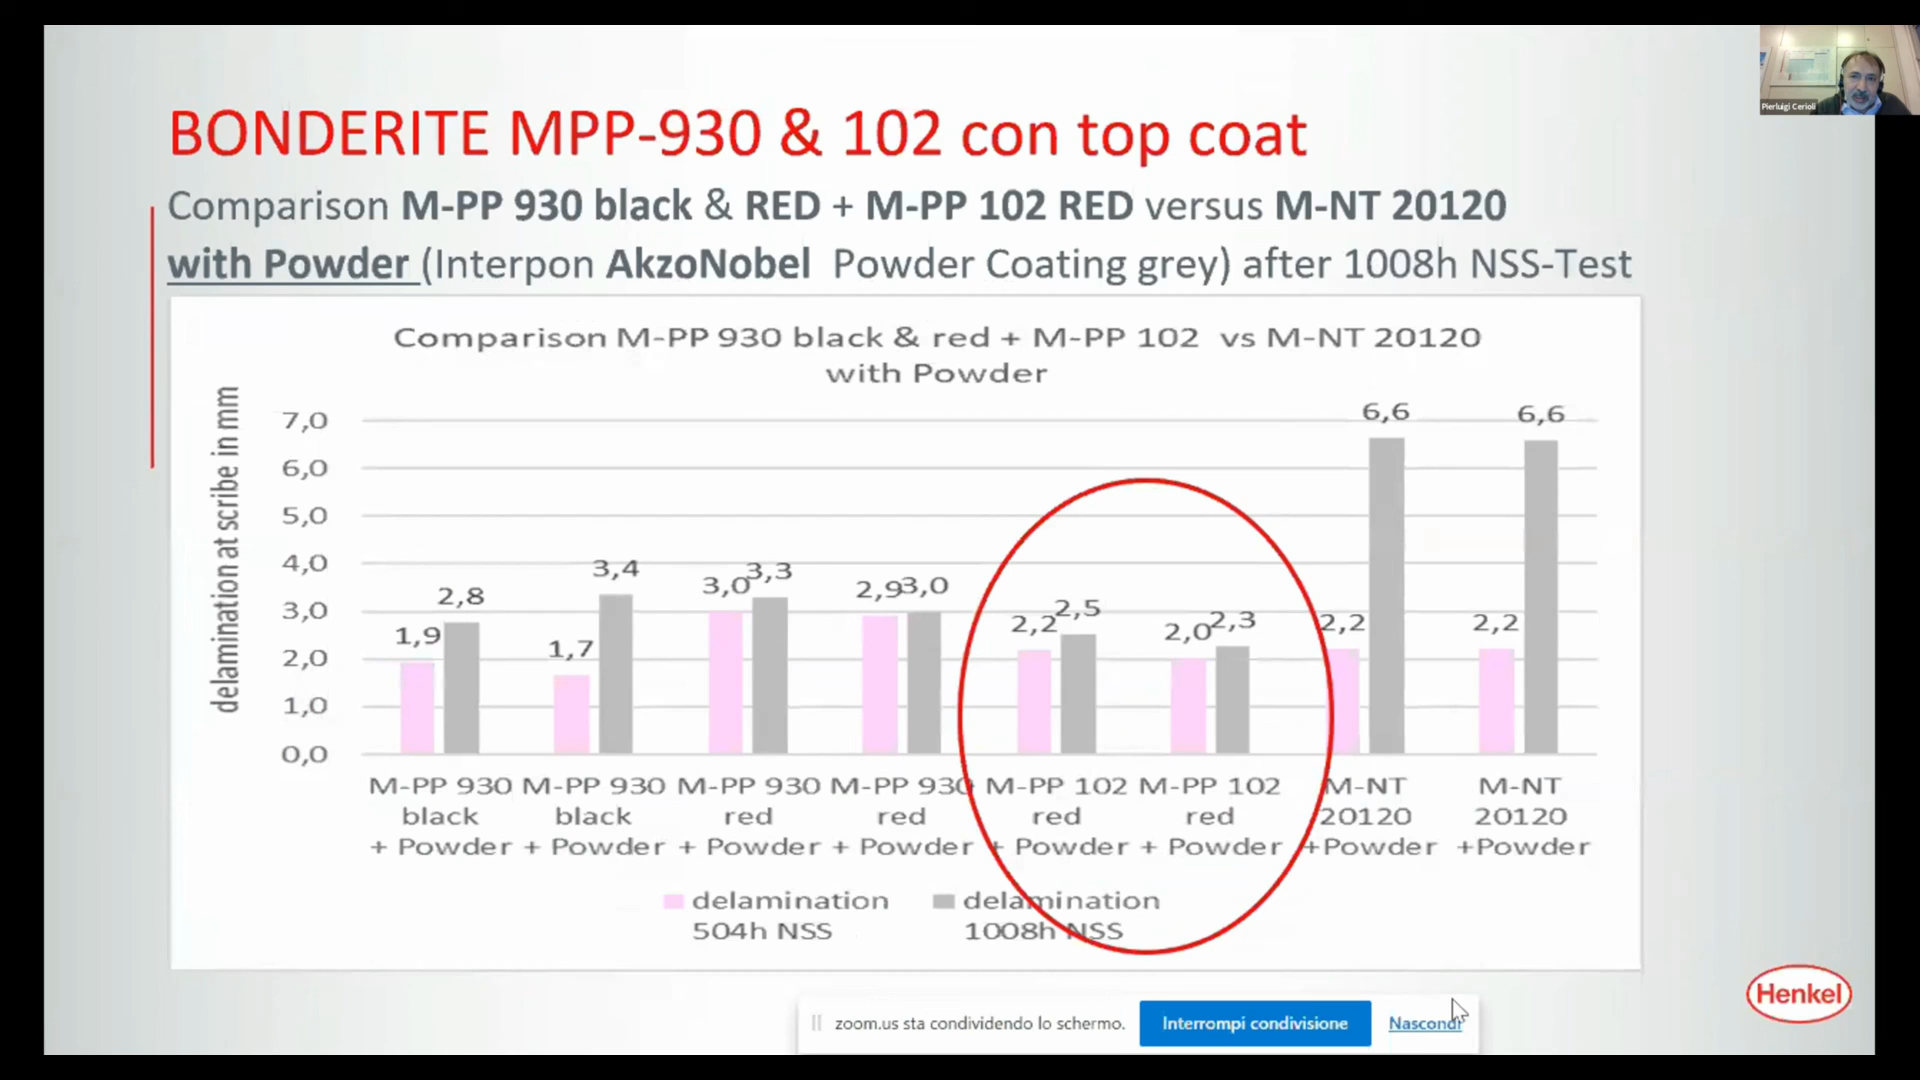 Pierluigi Cerioli
BONDERITE MPP-930 & 102 con top coat
Comparison M-PP 930 black & RED + M-PP 102 RED versus M-NT 20120
with Powder (Interpon AkzoNobel Powder Coating grey) after 1008h NSS-Test
Comparison M-PP 930 black & red + M-PP 102 vs M-NT 20120
with Powder
delamination at scribe in mm
7,0
6,0
5,0
4,0
3,0
2,0
1,0
0,0
1,9 2,8 1,7 3,4 3,0 3,3 2,9 3,0 2,2 2,5 2,0 2,3 2,2 6,6 2,2 6,6
M-PP 930 M-PP 930 M-PP 930 M-PP 930 M-PP 102 M-PP 102 M-NT M-NT
black black red red red red 20120 20120
+ Powder + Powder + Powder + Powder + Powder + Powder +Powder +Powder
delamination delamination
504h NSS 1008h NSS
Henkel
zoom.us sta condividendo lo schermo. Interrompi condivisione Nascondi